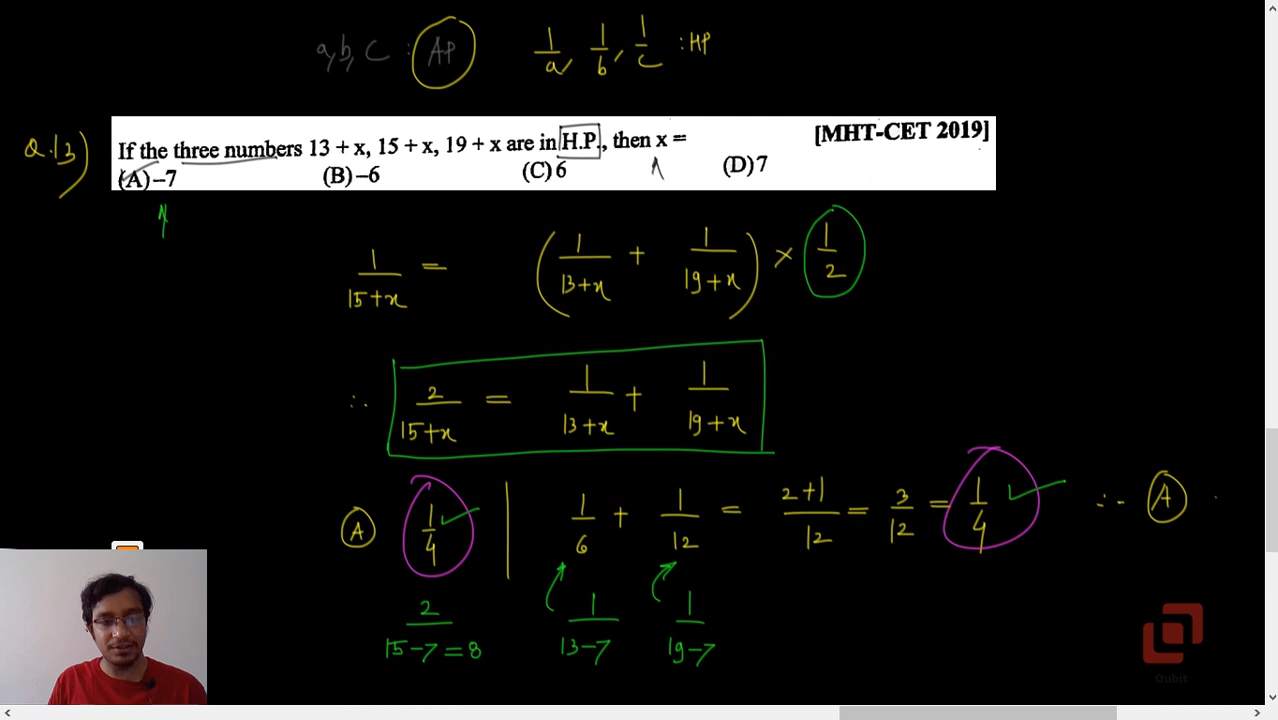 a, b, C : AP 1/a, 1/b, 1/c : HP
Q.13)
If the three numbers 13 + x, 15 + x, 19 + x are in H.P., then x = [MHT-CET 2019]
(A) –7 (B) –6 (C) 6 (D) 7
1/(15+x) = (1/(13+x) + 1/(19+x)) × 1/2
∴ 2/(15+x) = 1/(13+x) + 1/(19+x)
A 1/4 | 1/6 + 1/12 = (2+1)/12 = 3/12 = 1/4 ∴ A
2/(15-7=8) 1/(13-7) 1/(19-7)
Qubit